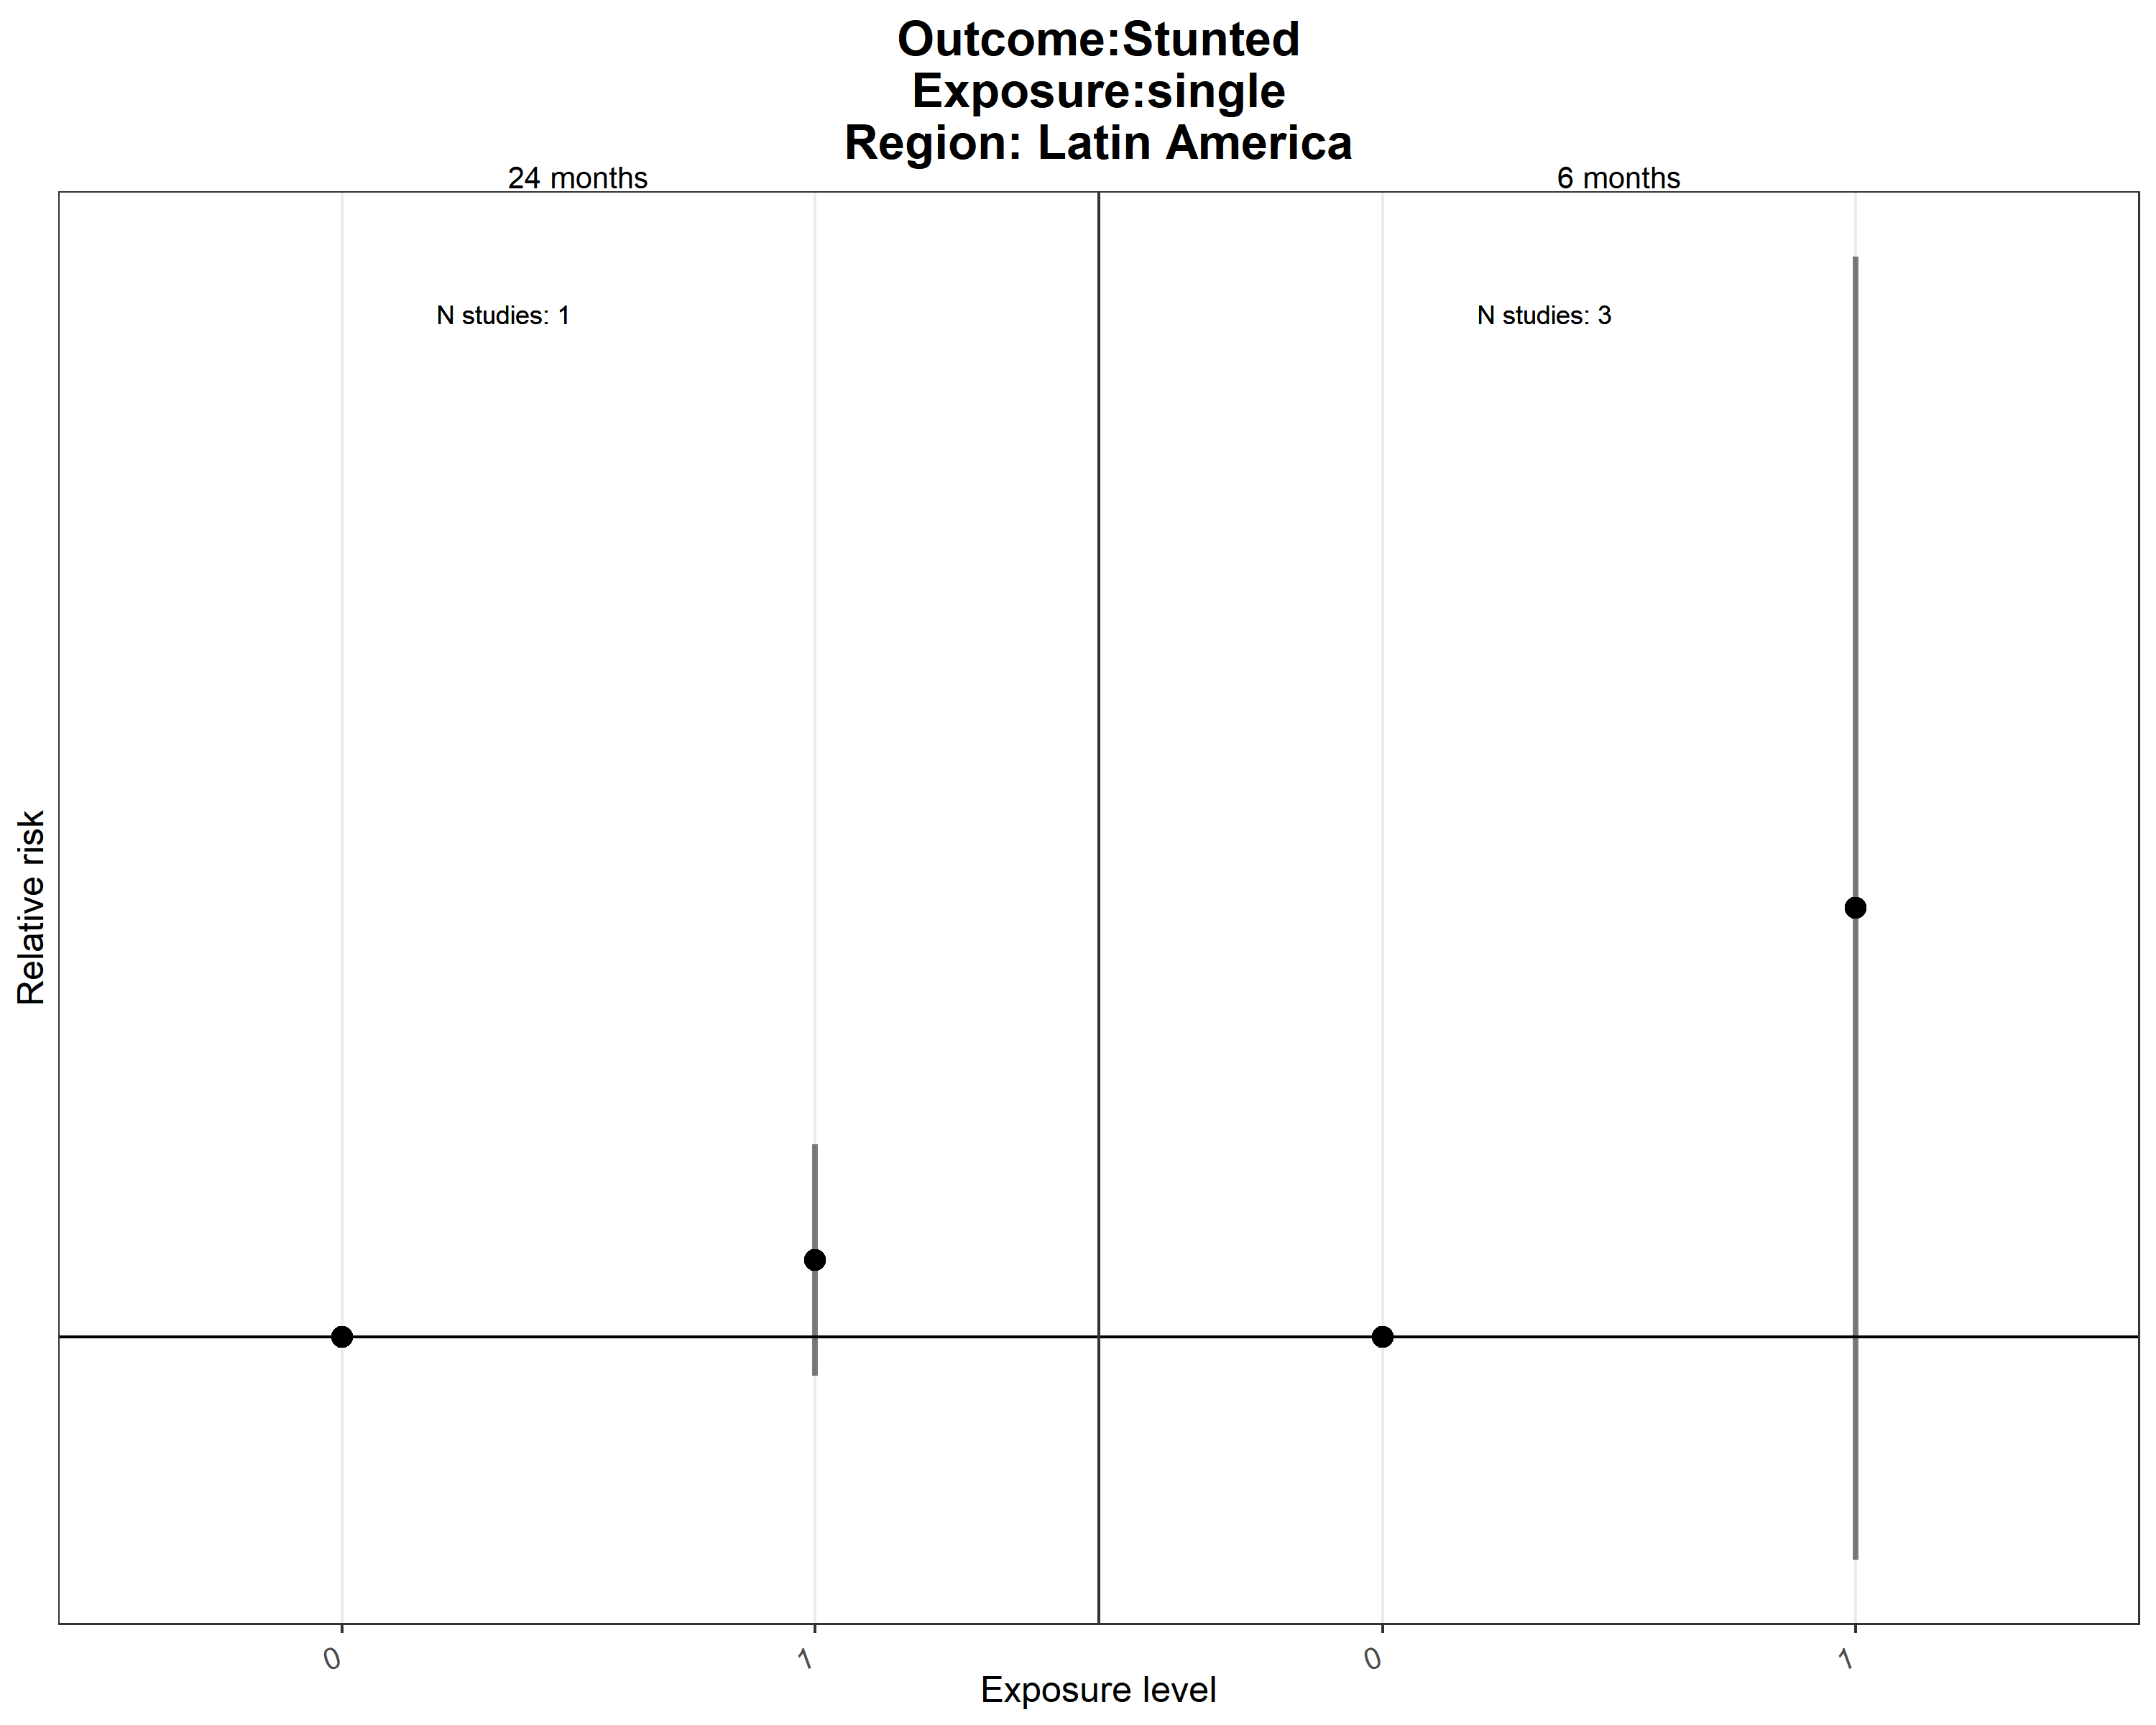 Outcome:Stunted
Exposure:single
Region: Latin America
24 months
6 months
N studies: 1
N studies: 3
Relative risk
0
1
0
1
Exposure level